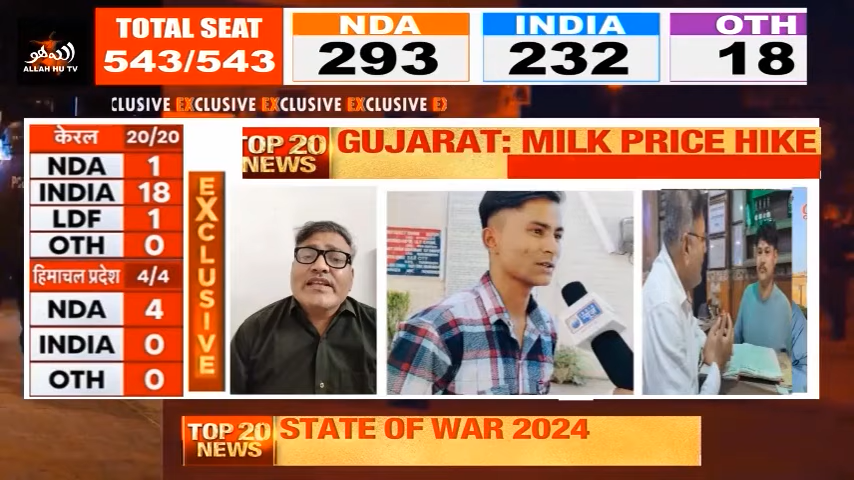 ALLAH HU TV
TOTAL SEAT
543/543
NDA
293
INDIA
232
OTH
18
CLUSIVE EXCLUSIVE EXCLUSIVE EXCLUSIVE EX
केरल 20/20
NDA 1
INDIA 18
LDF 1
OTH 0
हिमाचल प्रदेश 4/4
NDA 4
INDIA 0
OTH 0
EXCLUSIVE
TOP 20
NEWS
GUJARAT: MILK PRICE HIKE
TOP 20
NEWS
STATE OF WAR 2024